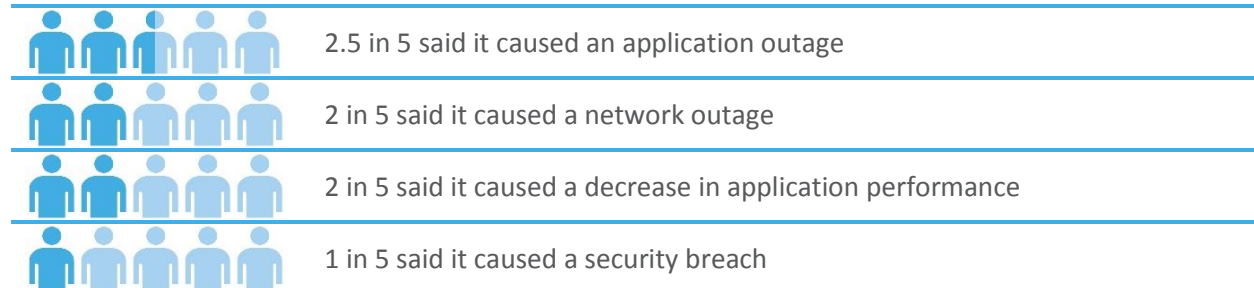 2.5 in 5 said it caused an application outage
2 in 5 said it caused a network outage
2 in 5 said it caused a decrease in application performance
1 in 5 said it caused a security breach